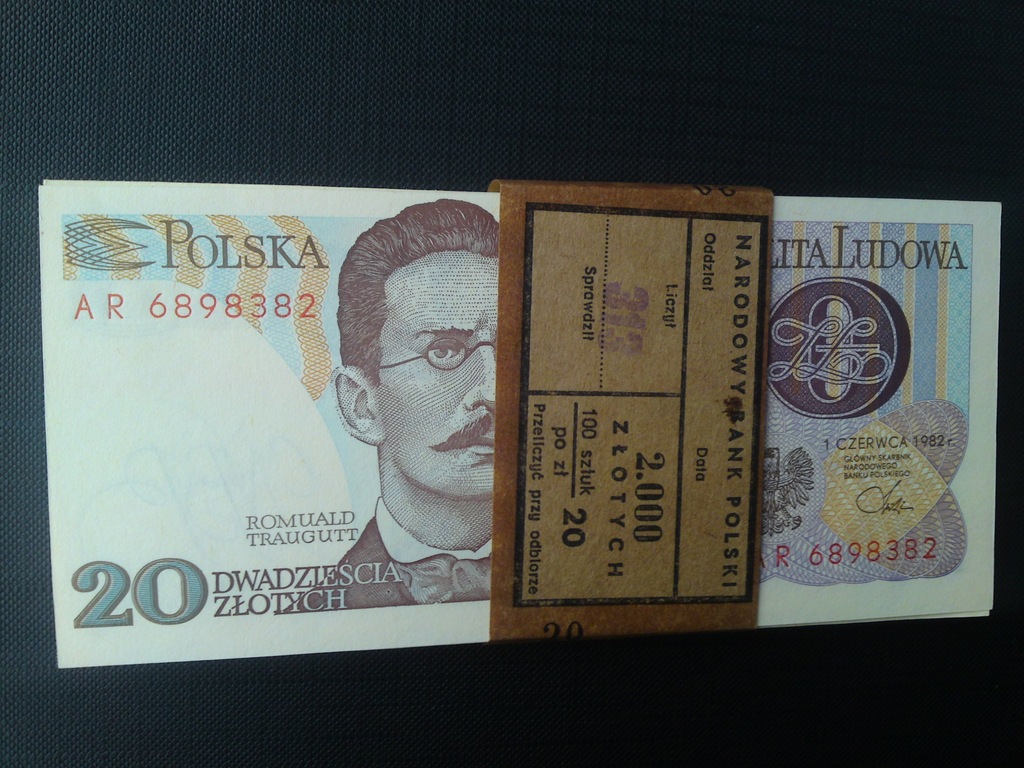 POLSKA
AR 6898382
ROMUALD
TRAUGUTT
20 DWADZIEŚCIA
ZŁOTYCH
NARODOWY BANK POLSKI
Oddział
Data
Liczył
Sprawdził
2.000
ZŁOTYCH
100 sztuk
po zł 20
Przeliczyć przy odbiorze
20
LITA LUDOWA
1 CZERWCA 1982 r.
GŁÓWNY SKARBNIK
NARODOWEGO
BANKU POLSKIEGO
AR 6898382